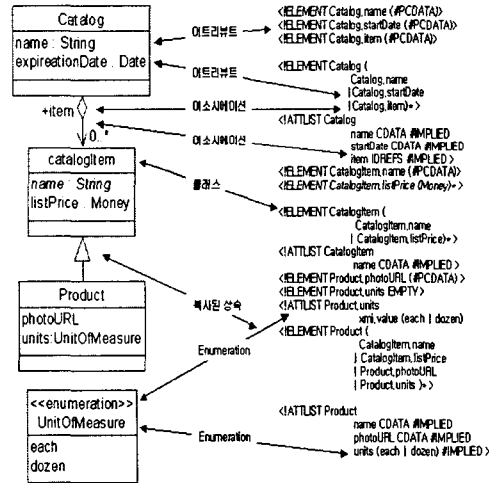 Catalog
name : String
expireationDate . Date
+item
0..*
catalogItem
name : String
listPrice . Money
Product
photoURL
units:UnitOfMeasure
<<enumeration>>
UnitOfMeasure
each
dozen
어트리뷰트
어트리뷰트
어소시에이션
어소시에이션
클래스
복사된 상속
Enumeration
Enumeration
<!ELEMENT Catalog,name (#PCDATA)>
<!ELEMENT Catalog,startDate (#PCDATA)>
<!ELEMENT Catalog,item (#PCDATA)>
<!ELEMENT Catalog (
Catalog,name
|Catalog,startDate
|Catalog,item)*>
<!ATTLIST Catalog
name CDATA #IMPLIED
startDate CDATA #IMPLIED
item IDREFS #IMPLIED >
<!ELEMENT CatalogItem,name (#PCDATA)>
<!ELEMENT CatalogItem,listPrice (Money)*>
<!ELEMENT CatalogItem (
CatalogItem,name
| CatalogItem,listPrice)*>
<!ATTLIST CatalogItem
name CDATA #IMPLIED >
<!ELEMENT Product,photoURL (#PCDATA)>
<!ELEMENT Product,units EMPTY>
<!ATTLIST Product,units
xmi,value (each | dozen)
<!ELEMENT Product (
CatalogItem,name
| CatalogItem,listPrice
| Product,photoURL
| Product,units )*>
<!ATTLIST Product
name CDATA #IMPLIED
photoURL CDATA #IMPLIED
units (each | dozen) #IMPLIED >